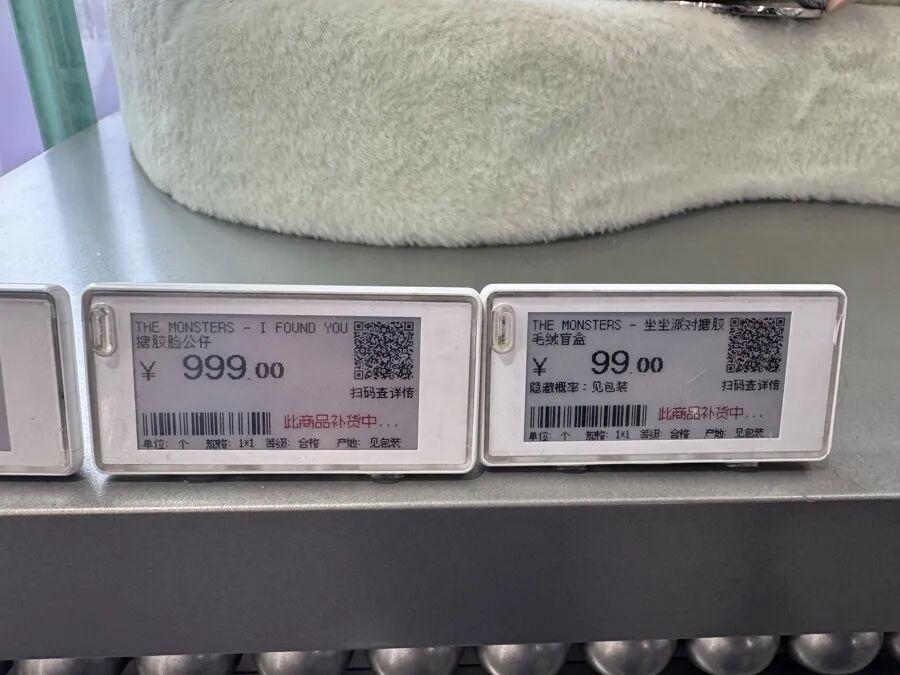 THE MONSTERS - I FOUND YOU
搪胶脸公仔
¥ 999.00
扫码查详情
此商品补货中...
单位: 个 规格: 1*1 等级: 合格 产地: 见包装
THE MONSTERS - 坐坐派对搪胶
毛绒盲盒
¥ 99.00
隐藏概率：见包装
扫码查详情
此商品补货中...
单位: 个 规格: 1*1 等级: 合格 产地: 见包装